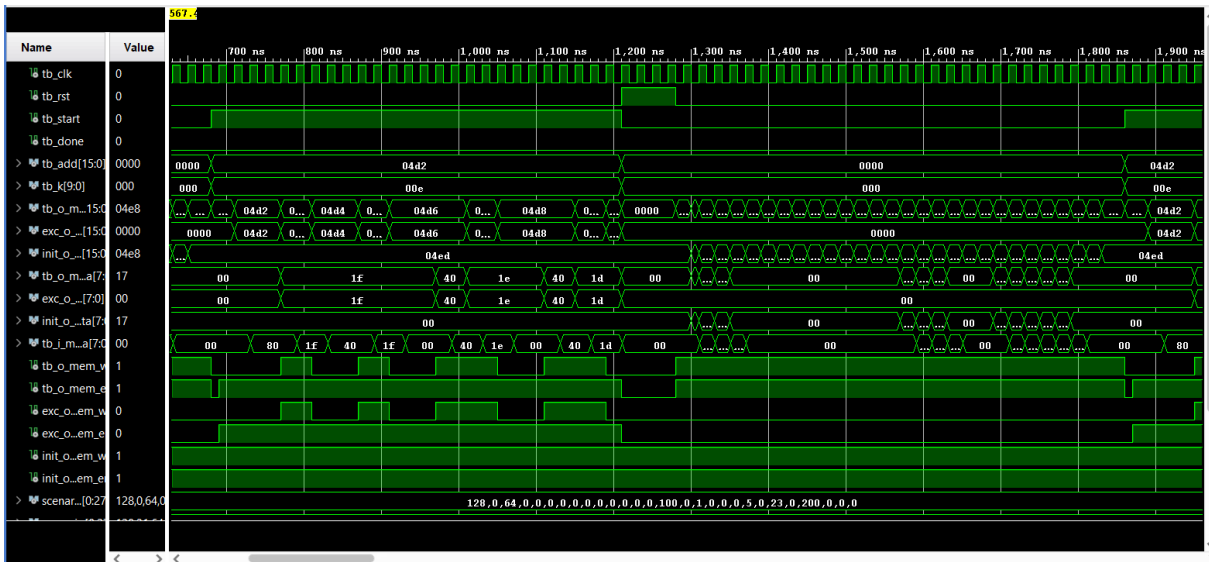 567.4
Name Value
700 ns 800 ns 900 ns 1,000 ns 1,100 ns 1,200 ns 1,300 ns 1,400 ns 1,500 ns 1,600 ns 1,700 ns 1,800 ns 1,900 ns
tb_clk 0
tb_rst 0
tb_start 0
tb_done 0
tb_add[15:0] 0000 0000 04d2 0000 04d2
tb_k[9:0] 000 000 00e 000 00e
tb_o_m...15:0 04e8 ... ... ... 04d2 0... 04d4 0... 04d6 0... 04d8 0... ... 0000 ... ... ... 04d2
exc_o_...[15:0 0000 0000 04d2 0... 04d4 0... 04d6 0... 04d8 0... ... 0000 04d2
init_o_...[15:0 04e8 ... 04ed ... 04ed
tb_o_m...a[7: 17 00 1f 40 1e 40 1d 00 ... 00 ... 00 ... 00
exc_o_...[7:0] 00 00 1f 40 1e 40 1d 00
init_o_...ta[7: 17 00 ... 00 ... 00 ... 00
tb_i_m...a[7:0 00 00 80 1f 40 1f 00 40 1e 00 40 1d 00 ... 00 ... 00 ... 00 80
tb_o_mem_w 1
tb_o_mem_e 1
exc_o...em_w 0
exc_o...em_e 0
init_o...em_w 1
init_o...em_e 1
scenar...[0:27 128,0,64,0 128,0,64,0,0,0,0,0,0,0,0,0,0,0,100,0,1,0,0,0,5,0,23,0,200,0,0,0